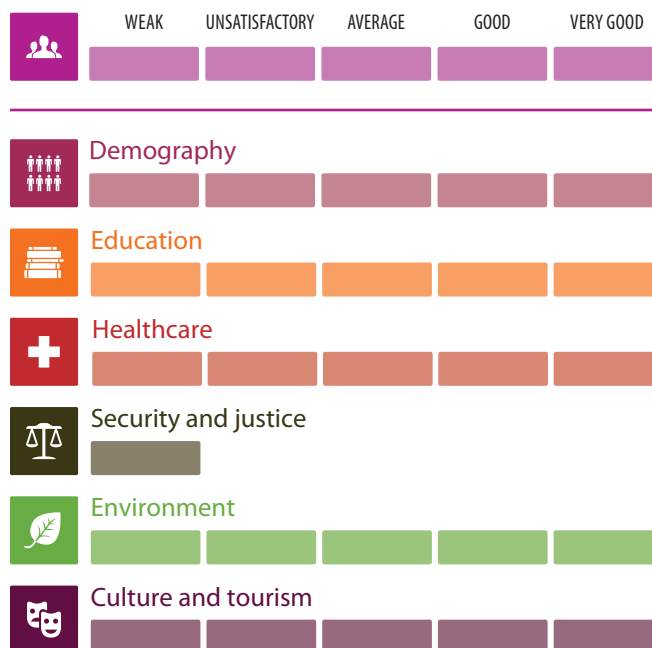 WEAK UNSATISFACTORY AVERAGE GOOD VERY GOOD
Demography
Education
Healthcare
Security and justice
Environment
Culture and tourism